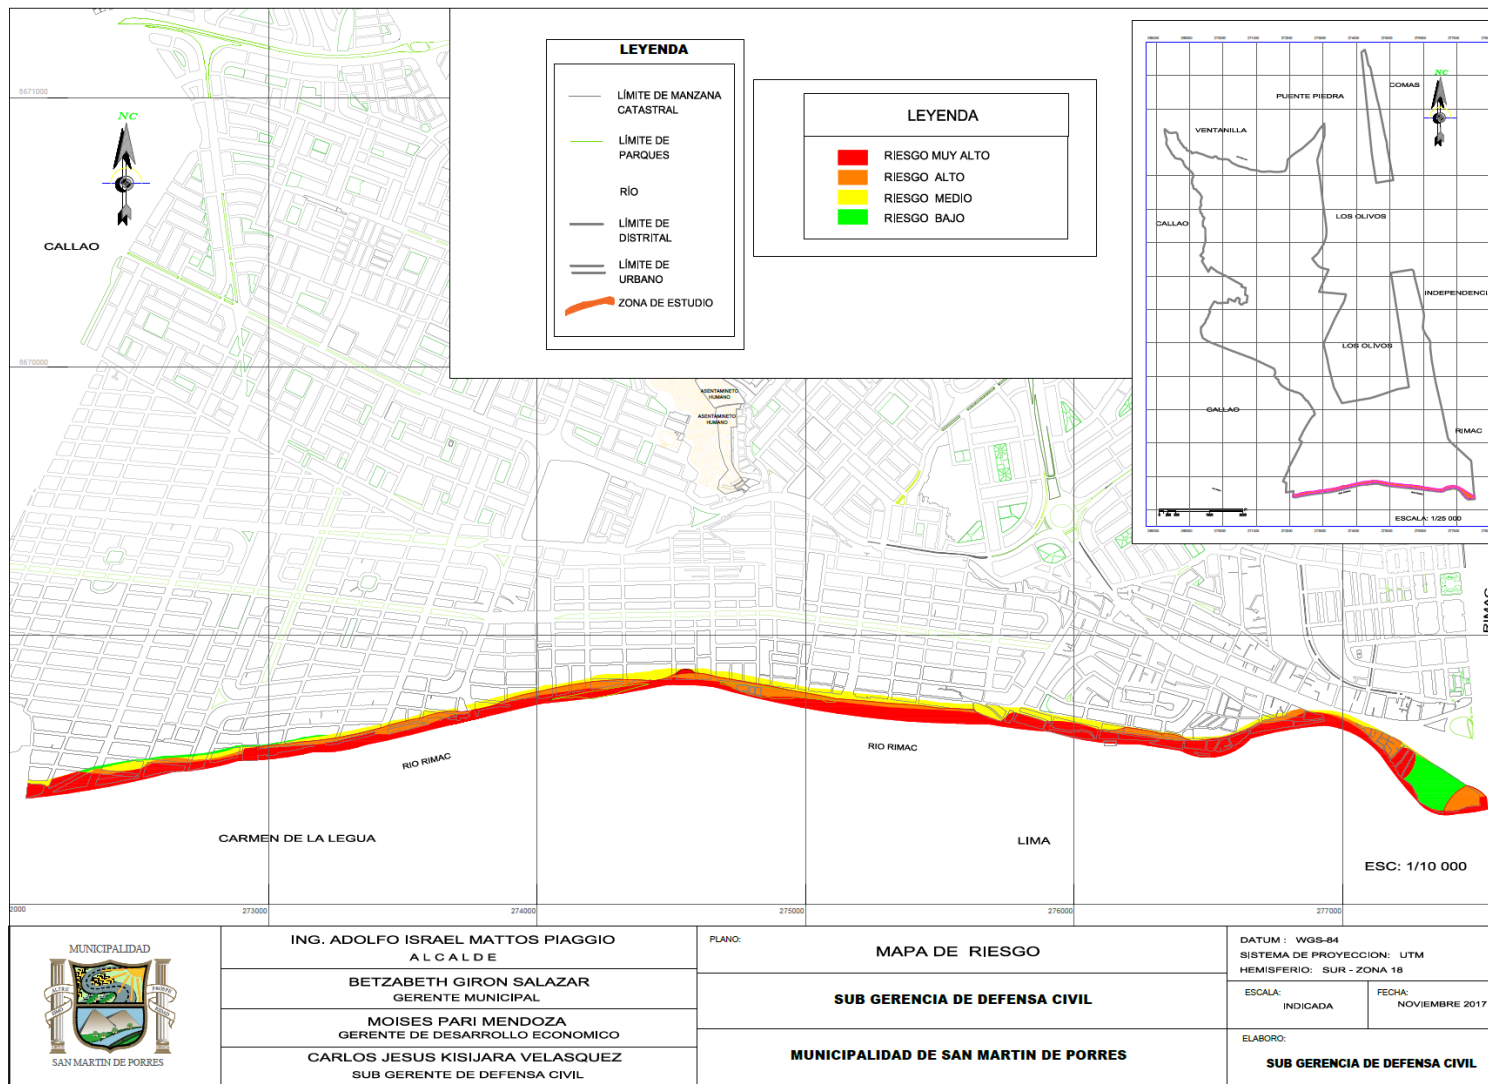 LEYENDA
LÍMITE DE MANZANA
CATASTRAL
LÍMITE DE
PARQUES
RÍO
LÍMITE DE
DISTRITAL
LÍMITE DE
URBANO
ZONA DE ESTUDIO
LEYENDA
RIESGO MUY ALTO
RIESGO ALTO
RIESGO MEDIO
RIESGO BAJO
NC
COMAS
PUENTE PIEDRA
VENTANILLA
CALLAO
LOS OLIVOS
INDEPENDENCI
LOS OLIVOS
CALLAO
RIMAC
ESCALA: 1/25 000
8671000
NC
CALLAO
8670000
ASENTAMINETO
HUMANO
ASENTAMINETO
HUMANO
RIMAC
RIO RIMAC
RIO RIMAC
CARMEN DE LA LEGUA
LIMA
ESC: 1/10 000
2000
273000
274000
275000
276000
277000
MUNICIPALIDAD
SAN MARTIN DE PORRES
ING. ADOLFO ISRAEL MATTOS PIAGGIO
ALCALDE
BETZABETH GIRON SALAZAR
GERENTE MUNICIPAL
MOISES PARI MENDOZA
GERENTE DE DESARROLLO ECONOMICO
CARLOS JESUS KISIJARA VELASQUEZ
SUB GERENTE DE DEFENSA CIVIL
PLANO:
MAPA DE RIESGO
SUB GERENCIA DE DEFENSA CIVIL
MUNICIPALIDAD DE SAN MARTIN DE PORRES
DATUM : WGS-84
SISTEMA DE PROYECCION: UTM
HEMISFERIO: SUR - ZONA 18
ESCALA:
INDICADA
FECHA:
NOVIEMBRE 2017
ELABORO:
SUB GERENCIA DE DEFENSA CIVIL